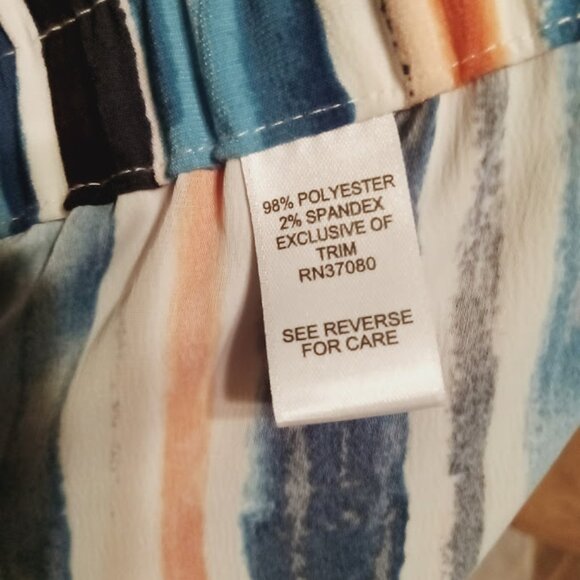 98% POLYESTER
2% SPANDEX
EXCLUSIVE OF
TRIM
RN37080
SEE REVERSE
FOR CARE